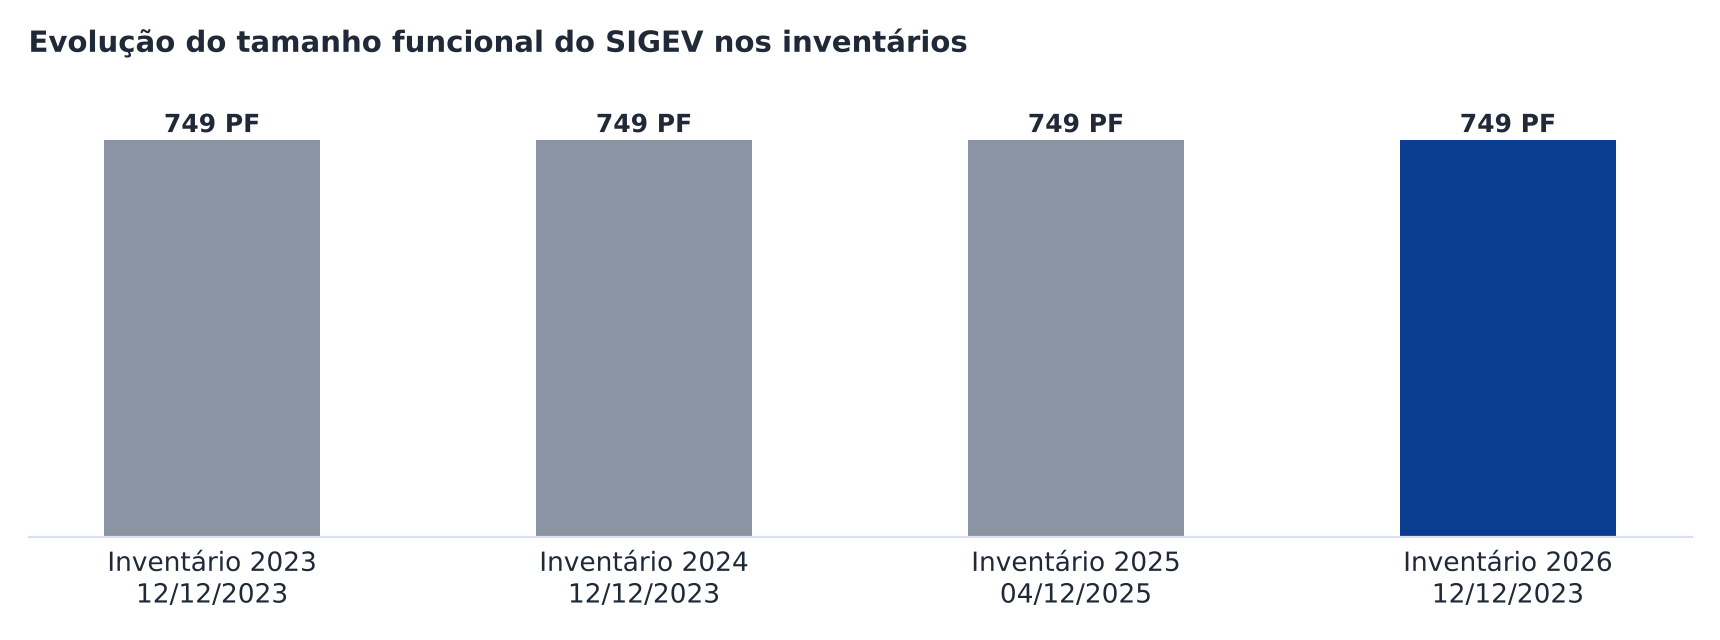 Evolução do tamanho funcional do SIGEV nos inventários
749 PF
749 PF
749 PF
749 PF
Inventário 2023
12/12/2023
Inventário 2024
12/12/2023
Inventário 2025
04/12/2025
Inventário 2026
12/12/2023